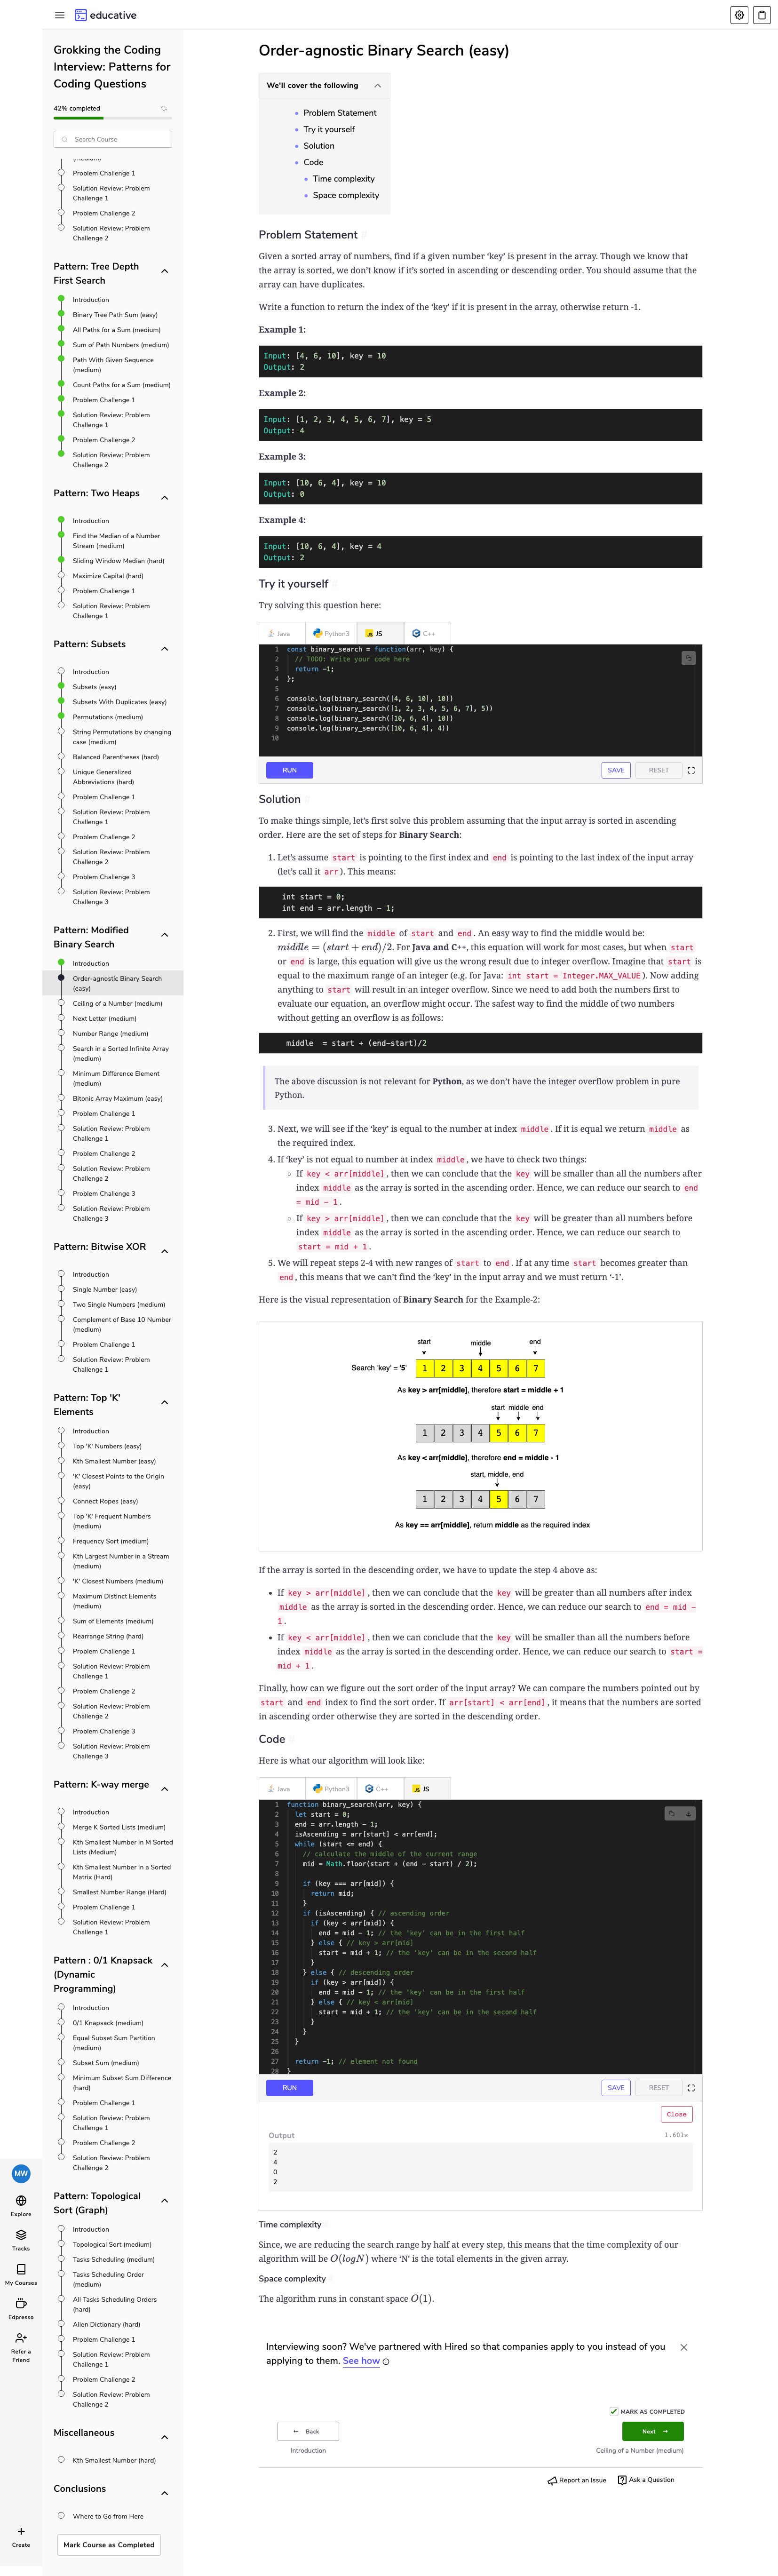 educative
Grokking the Coding
Interview: Patterns for
Coding Questions
42% completed
Search Course
(medium)
Problem Challenge 1
Solution Review: Problem
Challenge 1
Problem Challenge 2
Solution Review: Problem
Challenge 2
Pattern: Tree Depth
First Search
Introduction
Binary Tree Path Sum (easy)
All Paths for a Sum (medium)
Sum of Path Numbers (medium)
Path With Given Sequence
(medium)
Count Paths for a Sum (medium)
Problem Challenge 1
Solution Review: Problem
Challenge 1
Problem Challenge 2
Solution Review: Problem
Challenge 2
Pattern: Two Heaps
Introduction
Find the Median of a Number
Stream (medium)
Sliding Window Median (hard)
Maximize Capital (hard)
Problem Challenge 1
Solution Review: Problem
Challenge 1
Pattern: Subsets
Introduction
Subsets (easy)
Subsets With Duplicates (easy)
Permutations (medium)
String Permutations by changing
case (medium)
Balanced Parentheses (hard)
Unique Generalized
Abbreviations (hard)
Problem Challenge 1
Solution Review: Problem
Challenge 1
Problem Challenge 2
Solution Review: Problem
Challenge 2
Problem Challenge 3
Solution Review: Problem
Challenge 3
Pattern: Modified
Binary Search
Introduction
Order-agnostic Binary Search
(easy)
Ceiling of a Number (medium)
Next Letter (medium)
Number Range (medium)
Search in a Sorted Infinite Array
(medium)
Minimum Difference Element
(medium)
Bitonic Array Maximum (easy)
Problem Challenge 1
Solution Review: Problem
Challenge 1
Problem Challenge 2
Solution Review: Problem
Challenge 2
Problem Challenge 3
Solution Review: Problem
Challenge 3
Pattern: Bitwise XOR
Introduction
Single Number (easy)
Two Single Numbers (medium)
Complement of Base 10 Number
(medium)
Problem Challenge 1
Solution Review: Problem
Challenge 1
Pattern: Top 'K'
Elements
Introduction
Top 'K' Numbers (easy)
Kth Smallest Number (easy)
'K' Closest Points to the Origin
(easy)
Connect Ropes (easy)
Top 'K' Frequent Numbers
(medium)
Frequency Sort (medium)
Kth Largest Number in a Stream
(medium)
'K' Closest Numbers (medium)
Maximum Distinct Elements
(medium)
Sum of Elements (medium)
Rearrange String (hard)
Problem Challenge 1
Solution Review: Problem
Challenge 1
Problem Challenge 2
Solution Review: Problem
Challenge 2
Problem Challenge 3
Solution Review: Problem
Challenge 3
Pattern: K-way merge
Introduction
Merge K Sorted Lists (medium)
Kth Smallest Number in M Sorted
Lists (Medium)
Kth Smallest Number in a Sorted
Matrix (Hard)
Smallest Number Range (Hard)
Problem Challenge 1
Solution Review: Problem
Challenge 1
Pattern : 0/1 Knapsack
(Dynamic
Programming)
Introduction
0/1 Knapsack (medium)
Equal Subset Sum Partition
(medium)
Subset Sum (medium)
Minimum Subset Sum Difference
(hard)
Problem Challenge 1
Solution Review: Problem
Challenge 1
Problem Challenge 2
Solution Review: Problem
Challenge 2
Pattern: Topological
Sort (Graph)
Introduction
Topological Sort (medium)
Tasks Scheduling (medium)
Tasks Scheduling Order
(medium)
All Tasks Scheduling Orders
(hard)
Alien Dictionary (hard)
Problem Challenge 1
Solution Review: Problem
Challenge 1
Problem Challenge 2
Solution Review: Problem
Challenge 2
Miscellaneous
Kth Smallest Number (hard)
Conclusions
Where to Go from Here
Mark Course as Completed
MW
Explore
Tracks
My Courses
Edpresso
Refer a
Friend
Create
Order-agnostic Binary Search (easy)
We'll cover the following
Problem Statement
Try it yourself
Solution
Code
Time complexity
Space complexity
Problem Statement
Given a sorted array of numbers, find if a given number ‘key’ is present in the array. Though we know that
the array is sorted, we don’t know if it’s sorted in ascending or descending order. You should assume that the
array can have duplicates.
Write a function to return the index of the ‘key’ if it is present in the array, otherwise return -1.
Example 1:
Input: [4, 6, 10], key = 10
Output: 2
Example 2:
Input: [1, 2, 3, 4, 5, 6, 7], key = 5
Output: 4
Example 3:
Input: [10, 6, 4], key = 10
Output: 0
Example 4:
Input: [10, 6, 4], key = 4
Output: 2
Try it yourself
Try solving this question here:
Java Python3 JS C++
1 const binary_search = function(arr, key) {
2 // TODO: Write your code here
3 return -1;
4 };
5
6 console.log(binary_search([4, 6, 10], 10))
7 console.log(binary_search([1, 2, 3, 4, 5, 6, 7], 5))
8 console.log(binary_search([10, 6, 4], 10))
9 console.log(binary_search([10, 6, 4], 4))
10
RUN SAVE RESET
Solution
To make things simple, let’s first solve this problem assuming that the input array is sorted in ascending
order. Here are the set of steps for Binary Search:
1. Let’s assume start is pointing to the first index and end is pointing to the last index of the input array
(let’s call it arr). This means:
int start = 0;
int end = arr.length - 1;
2. First, we will find the middle of start and end. An easy way to find the middle would be:
middle = (start + end)/2. For Java and C++, this equation will work for most cases, but when start
or end is large, this equation will give us the wrong result due to integer overflow. Imagine that start is
equal to the maximum range of an integer (e.g. for Java: int start = Integer.MAX_VALUE). Now adding
anything to start will result in an integer overflow. Since we need to add both the numbers first to
evaluate our equation, an overflow might occur. The safest way to find the middle of two numbers
without getting an overflow is as follows:
middle = start + (end-start)/2
The above discussion is not relevant for Python, as we don’t have the integer overflow problem in pure
Python.
3. Next, we will see if the ‘key’ is equal to the number at index middle. If it is equal we return middle as
the required index.
4. If ‘key’ is not equal to number at index middle, we have to check two things:
If key < arr[middle], then we can conclude that the key will be smaller than all the numbers after
index middle as the array is sorted in the ascending order. Hence, we can reduce our search to end
= mid - 1.
If key > arr[middle], then we can conclude that the key will be greater than all numbers before
index middle as the array is sorted in the ascending order. Hence, we can reduce our search to
start = mid + 1.
5. We will repeat steps 2-4 with new ranges of start to end. If at any time start becomes greater than
end, this means that we can’t find the ‘key’ in the input array and we must return ‘-1’.
Here is the visual representation of Binary Search for the Example-2:
start middle end
Search 'key' = '5' 1 2 3 4 5 6 7
As key > arr[middle], therefore start = middle + 1
start middle end
1 2 3 4 5 6 7
As key < arr[middle], therefore end = middle - 1
start, middle, end
1 2 3 4 5 6 7
As key == arr[middle], return middle as the required index
If the array is sorted in the descending order, we have to update the step 4 above as:
If key > arr[middle], then we can conclude that the key will be greater than all numbers after index
middle as the array is sorted in the descending order. Hence, we can reduce our search to end = mid -
1.
If key < arr[middle], then we can conclude that the key will be smaller than all the numbers before
index middle as the array is sorted in the descending order. Hence, we can reduce our search to start =
mid + 1.
Finally, how can we figure out the sort order of the input array? We can compare the numbers pointed out by
start and end index to find the sort order. If arr[start] < arr[end], it means that the numbers are sorted
in ascending order otherwise they are sorted in the descending order.
Code
Here is what our algorithm will look like:
Java Python3 C++ JS
1 function binary_search(arr, key) {
2 let start = 0;
3 end = arr.length - 1;
4 isAscending = arr[start] < arr[end];
5 while (start <= end) {
6 // calculate the middle of the current range
7 mid = Math.floor(start + (end - start) / 2);
8
9 if (key === arr[mid]) {
10 return mid;
11 }
12 if (isAscending) { // ascending order
13 if (key < arr[mid]) {
14 end = mid - 1; // the 'key' can be in the first half
15 } else { // key > arr[mid]
16 start = mid + 1; // the 'key' can be in the second half
17 }
18 } else { // descending order
19 if (key > arr[mid]) {
20 end = mid - 1; // the 'key' can be in the first half
21 } else { // key < arr[mid]
22 start = mid + 1; // the 'key' can be in the second half
23 }
24 }
25 }
26
27 return -1; // element not found
28 }
RUN SAVE RESET
Close
Output 1.601s
2
4
0
2
Time complexity
Since, we are reducing the search range by half at every step, this means that the time complexity of our
algorithm will be O(logN) where ‘N’ is the total elements in the given array.
Space complexity
The algorithm runs in constant space O(1).
Interviewing soon? We've partnered with Hired so that companies apply to you instead of you
applying to them. See how
MARK AS COMPLETED
← Back Next →
Introduction Ceiling of a Number (medium)
Report an Issue Ask a Question